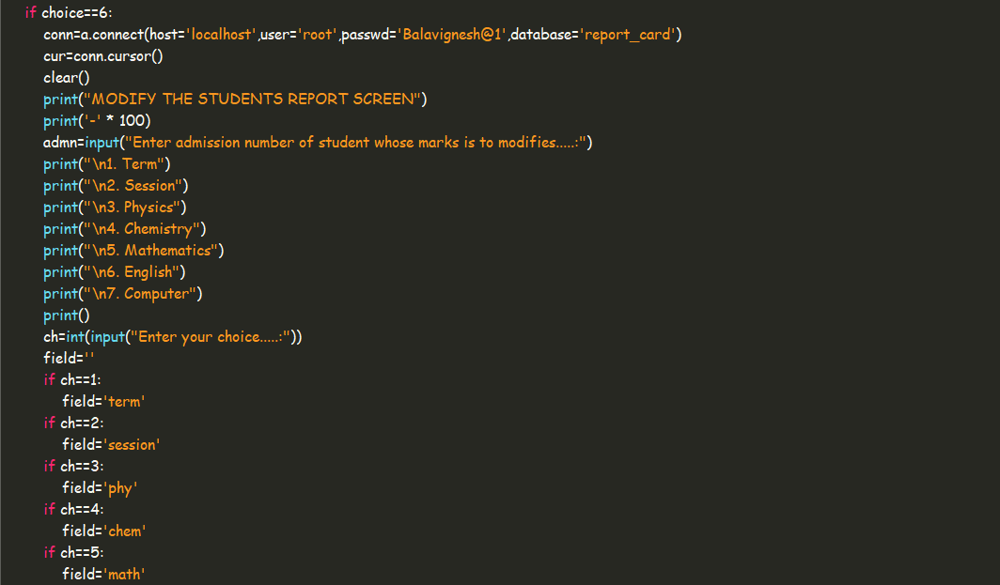 if choice==6:
conn=a.connect(host='localhost',user='root',passwd='Balavignesh@1',database='report_card')
cur=conn.cursor()
clear()
print("MODIFY THE STUDENTS REPORT SCREEN")
print('-' * 100)
admn=input("Enter admission number of student whose marks is to modifies.....:")
print("\n1. Term")
print("\n2. Session")
print("\n3. Physics")
print("\n4. Chemistry")
print("\n5. Mathematics")
print("\n6. English")
print("\n7. Computer")
print()
ch=int(input("Enter your choice.....:"))
field=''
if ch==1:
field='term'
if ch==2:
field='session'
if ch==3:
field='phy'
if ch==4:
field='chem'
if ch==5:
field='math'